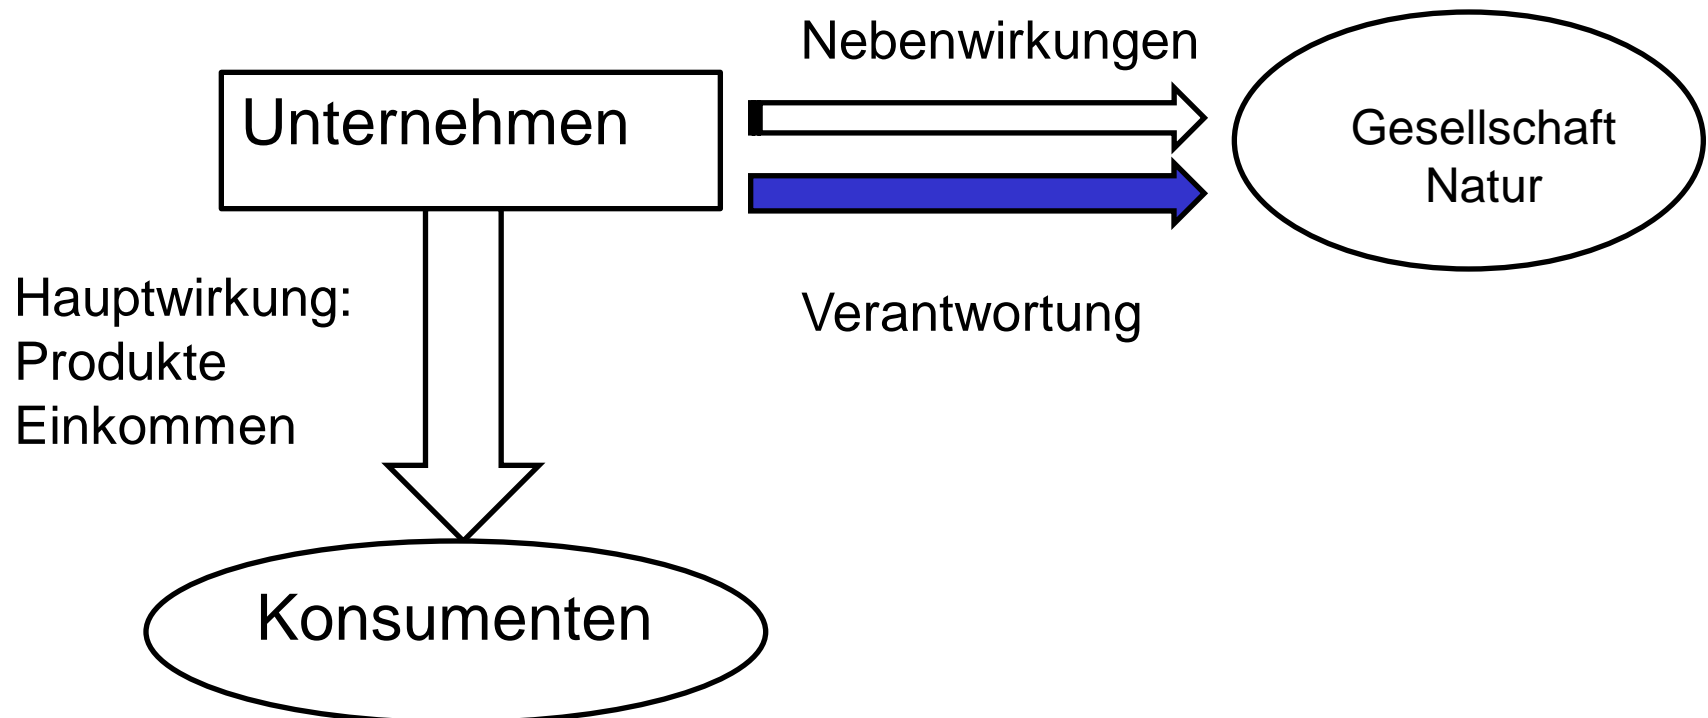 Nebenwirkungen
Unternehmen
Gesellschaft
Natur
Hauptwirkung:
Produkte
Einkommen
Verantwortung
Konsumenten